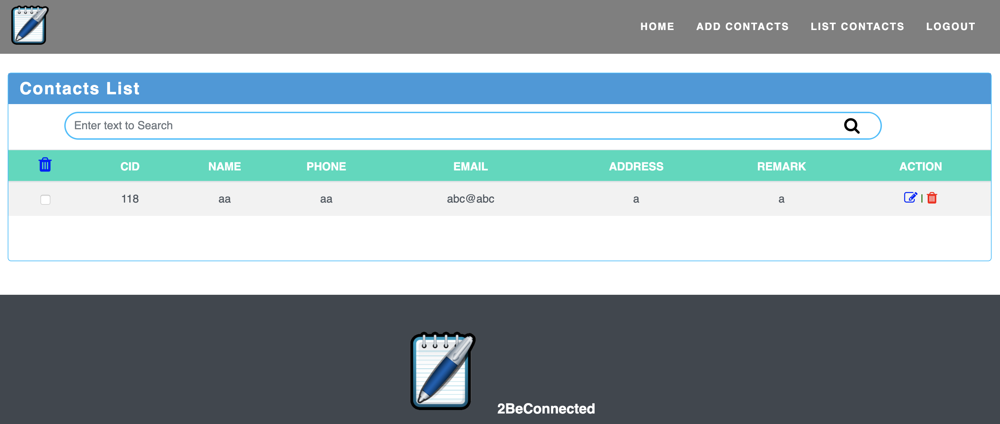 HOME ADD CONTACTS LIST CONTACTS LOGOUT
Contacts List
Enter text to Search
CID NAME PHONE EMAIL ADDRESS REMARK ACTION
118 aa aa abc@abc a a |
2BeConnected